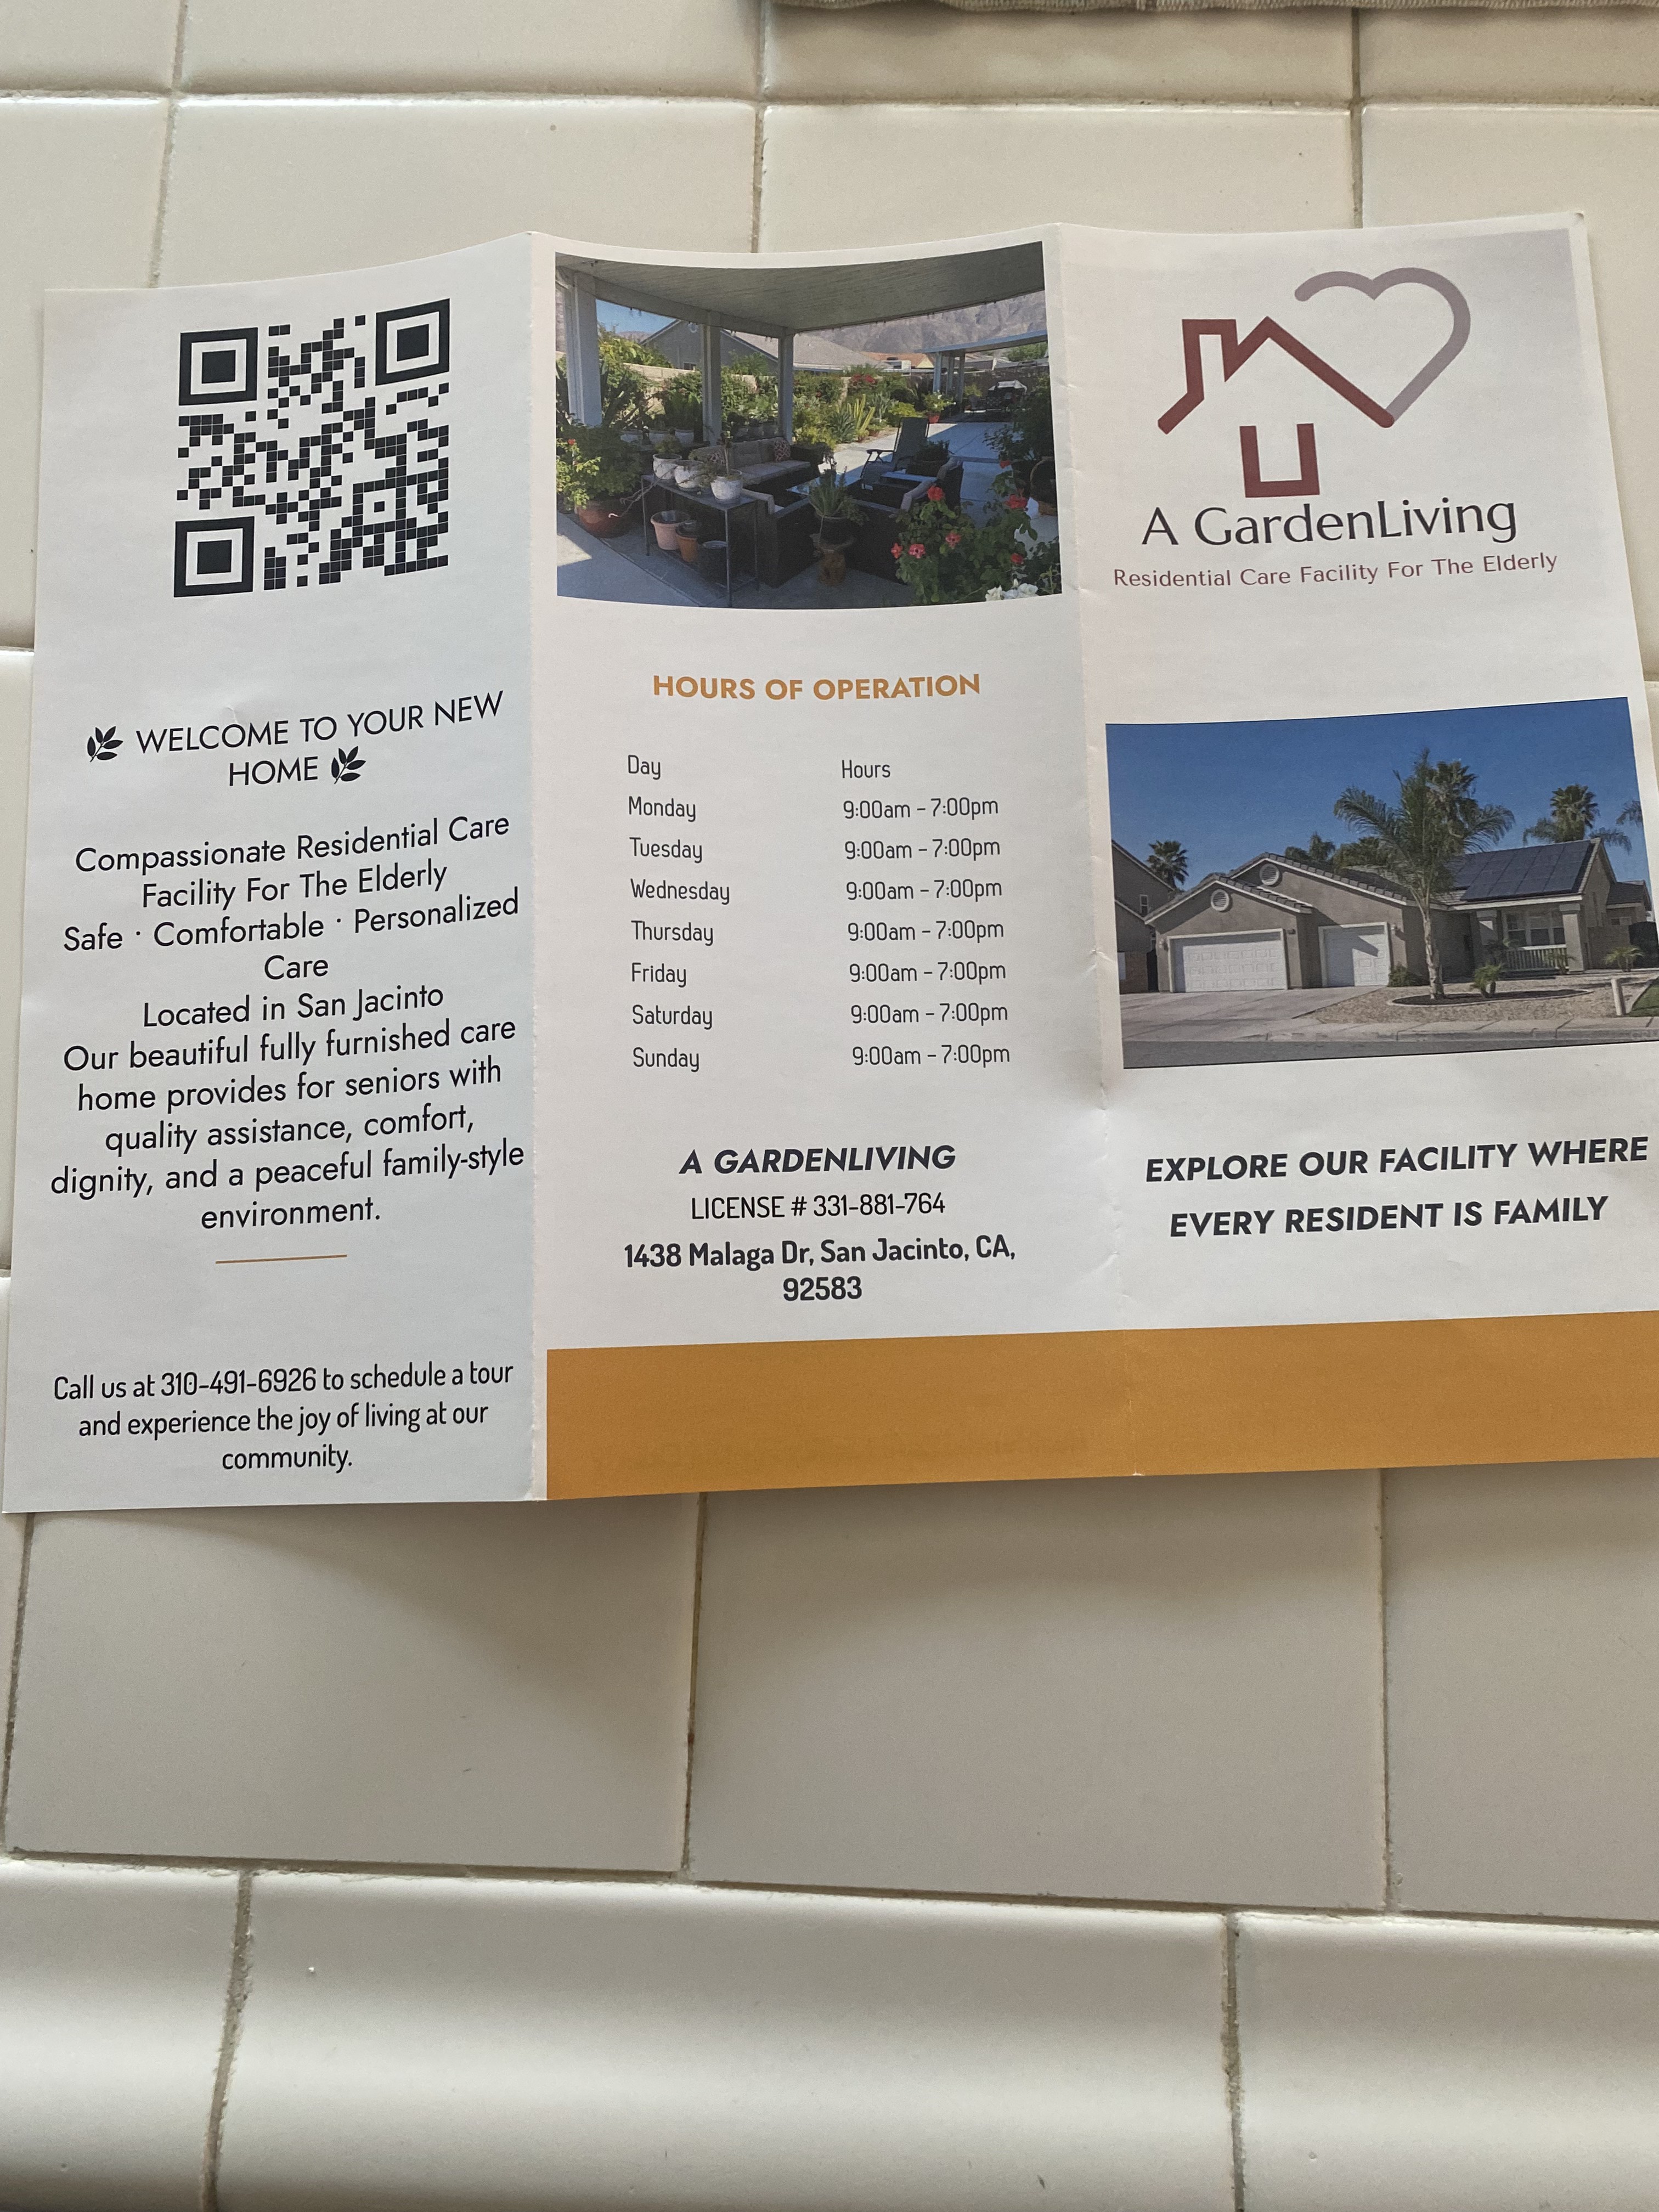 WELCOME TO YOUR NEW
HOME
Compassionate Residential Care
Facility For The Elderly
Safe · Comfortable · Personalized
Care
Located in San Jacinto
Our beautiful fully furnished care
home provides for seniors with
quality assistance, comfort,
dignity, and a peaceful family-style
environment.
Call us at 310-491-6926 to schedule a tour
and experience the joy of living at our
community.
HOURS OF OPERATION
Day Hours
Monday 9:00am - 7:00pm
Tuesday 9:00am - 7:00pm
Wednesday 9:00am - 7:00pm
Thursday 9:00am - 7:00pm
Friday 9:00am - 7:00pm
Saturday 9:00am - 7:00pm
Sunday 9:00am - 7:00pm
A GARDENLIVING
LICENSE # 331-881-764
1438 Malaga Dr, San Jacinto, CA,
92583
A GardenLiving
Residential Care Facility For The Elderly
EXPLORE OUR FACILITY WHERE
EVERY RESIDENT IS FAMILY